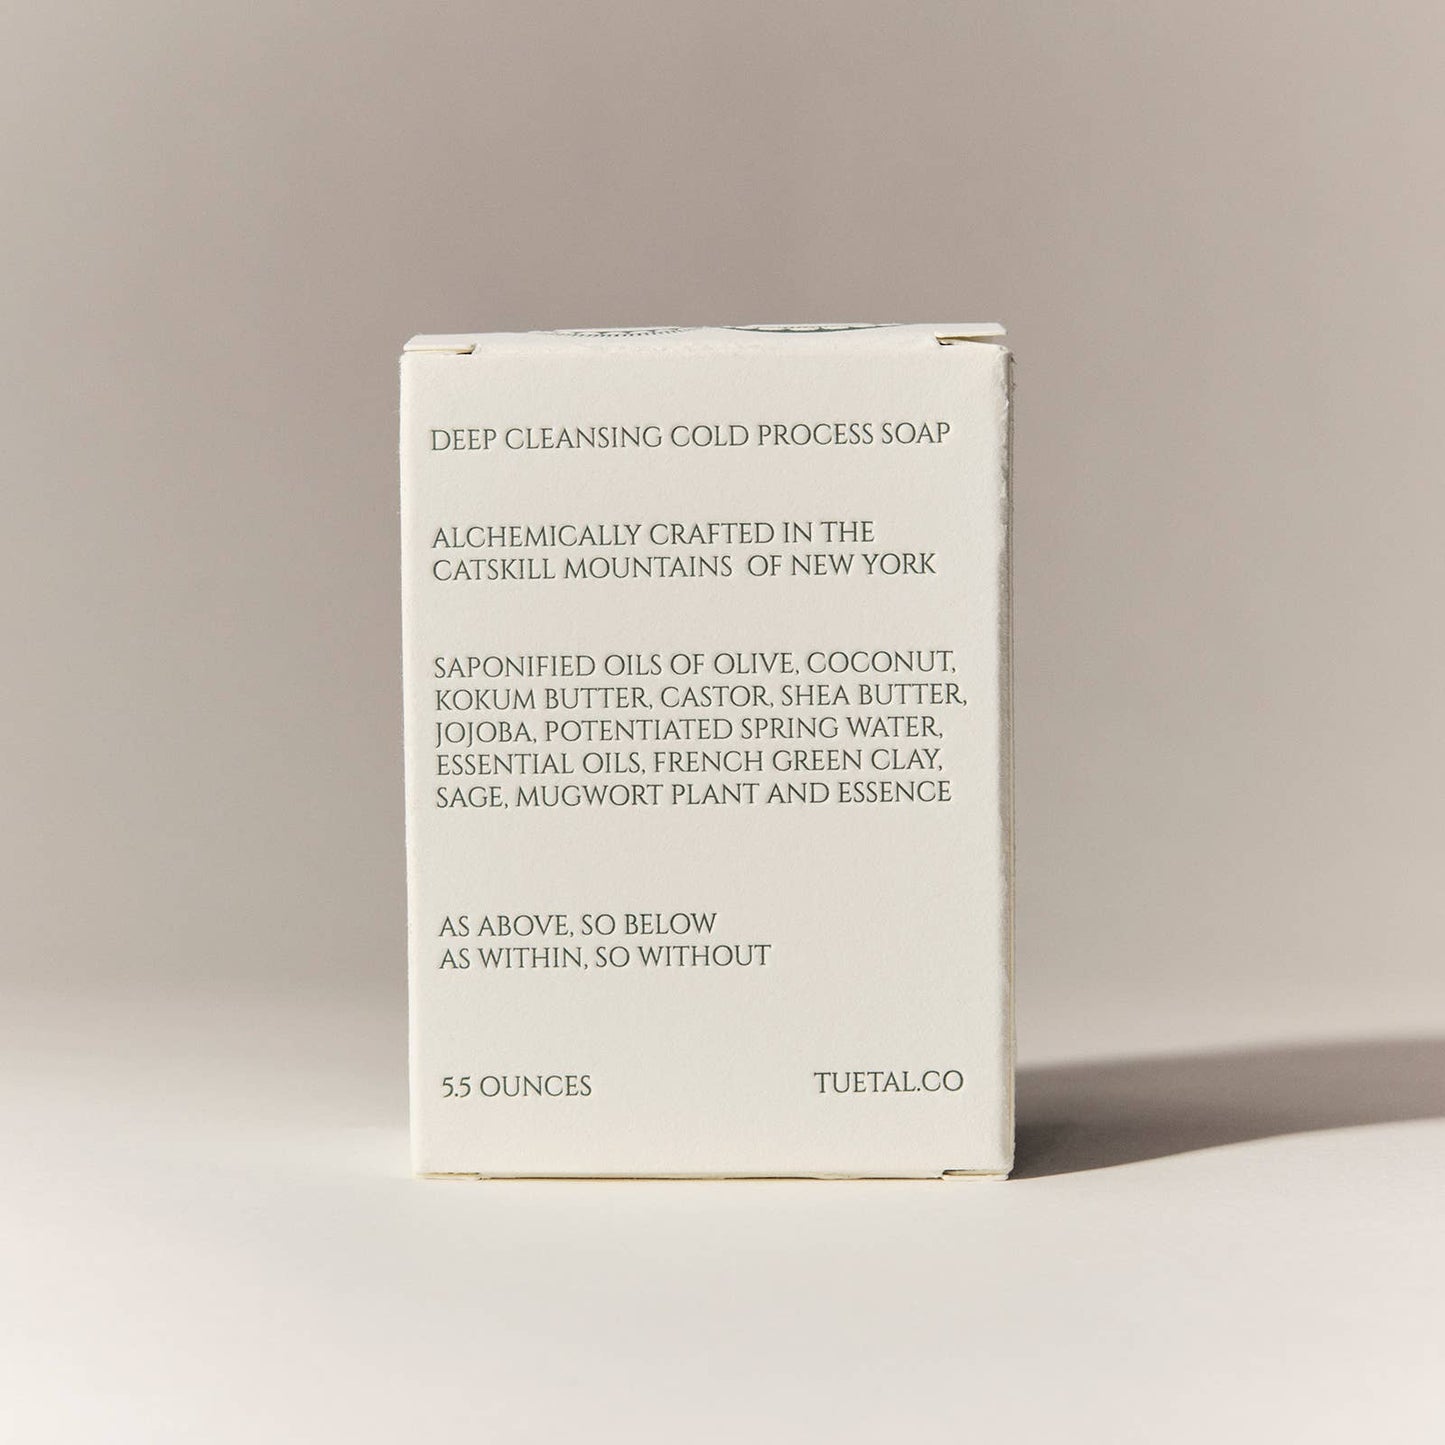 DEEP CLEANSING COLD PROCESS SOAP
ALCHEMICALLY CRAFTED IN THE
CATSKILL MOUNTAINS OF NEW YORK
SAPONIFIED OILS OF OLIVE, COCONUT,
KOKUM BUTTER, CASTOR, SHEA BUTTER,
JOJOBA, POTENTIATED SPRING WATER,
ESSENTIAL OILS, FRENCH GREEN CLAY,
SAGE, MUGWORT PLANT AND ESSENCE
AS ABOVE, SO BELOW
AS WITHIN, SO WITHOUT
5.5 OUNCES
TUETAL.CO